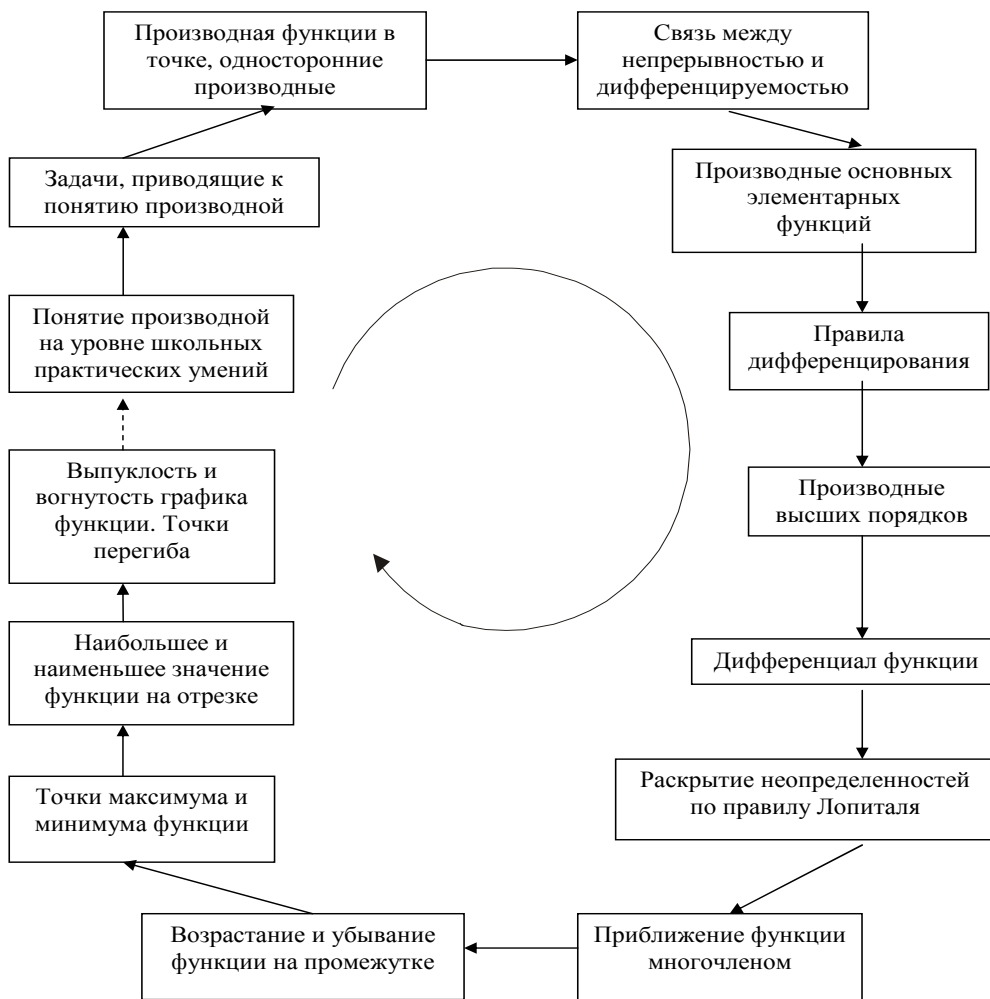 Производная функции в
точке, односторонние
производные
Связь между
непрерывностью и
дифференцируемостью
Производные основных
элементарных
функций
Правила
дифференцирования
Производные
высших порядков
Дифференциал функции
Раскрытие неопределенностей
по правилу Лопиталя
Приближение функции
многочленом
Возрастание и убывание
функции на промежутке
Точки максимума и
минимума функции
Наибольшее и
наименьшее значение
функции на отрезке
Выпуклость и
вогнутость графика
функции. Точки
перегиба
Понятие производной
на уровне школьных
практических умений
Задачи, приводящие к
понятию производной